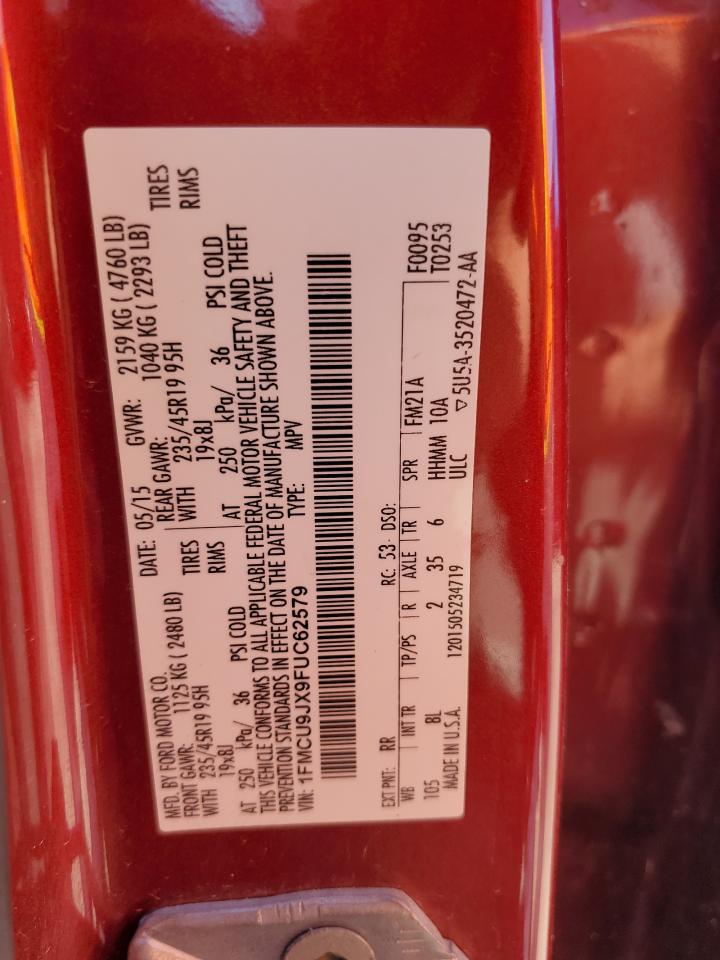 MFD. BY FORD MOTOR CO. DATE: 05/15 GVWR: 2159 KG ( 4760 LB)
FRONT GAWR: 1125 KG ( 2480 LB) REAR GAWR: 1040 KG ( 2293 LB)
WITH 235/45R19 95H TIRES WITH 235/45R19 95H TIRES
19x8J RIMS 19x8J RIMS
AT 250 kPa/ 36 PSI COLD AT 250 kPa/ 36 PSI COLD
THIS VEHICLE CONFORMS TO ALL APPLICABLE FEDERAL MOTOR VEHICLE SAFETY AND THEFT
PREVENTION STANDARDS IN EFFECT ON THE DATE OF MANUFACTURE SHOWN ABOVE.
VIN: 1FMCU9JX9FUC62579 TYPE: MPV
EXT PNT: RR RC: 53 DSO: F0095
WB INT TR TP/PS R AXLE TR SPR FM21A T0253
105 8L 2 35 6 HHMM 10A
MADE IN U.S.A. 1201505234719 ULC ▽ 5U5A-3520472-AA